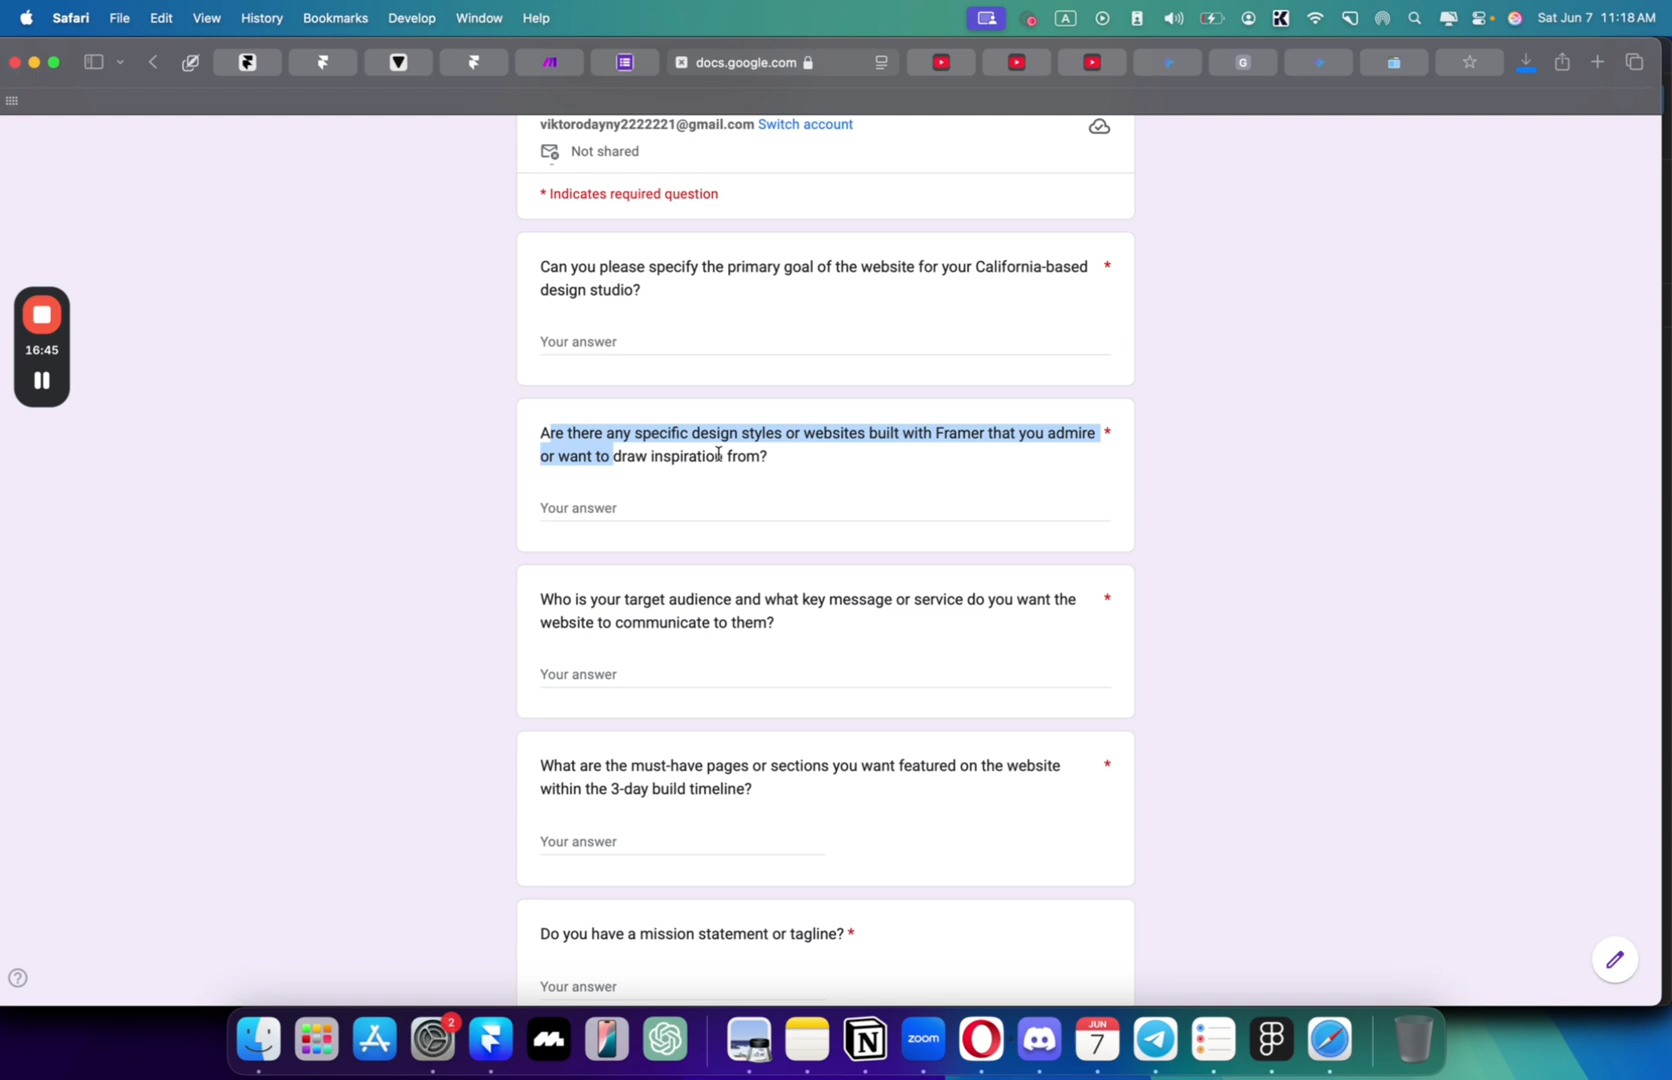 Safari File Edit View History Bookmarks Develop Window Help
A
Sat Jun 7 11:18 AM
docs.google.com
G
viktorodayny2222221@gmail.com Switch account
Not shared
* Indicates required question
Can you please specify the primary goal of the website for your California-based *
design studio?
Your answer
16:45
Are there any specific design styles or websites built with Framer that you admire *
or want to draw inspiration from?
Your answer
Who is your target audience and what key message or service do you want the *
website to communicate to them?
Your answer
What are the must-have pages or sections you want featured on the website *
within the 3-day build timeline?
Your answer
Do you have a mission statement or tagline? *
Your answer
2
zoom
JUN
7